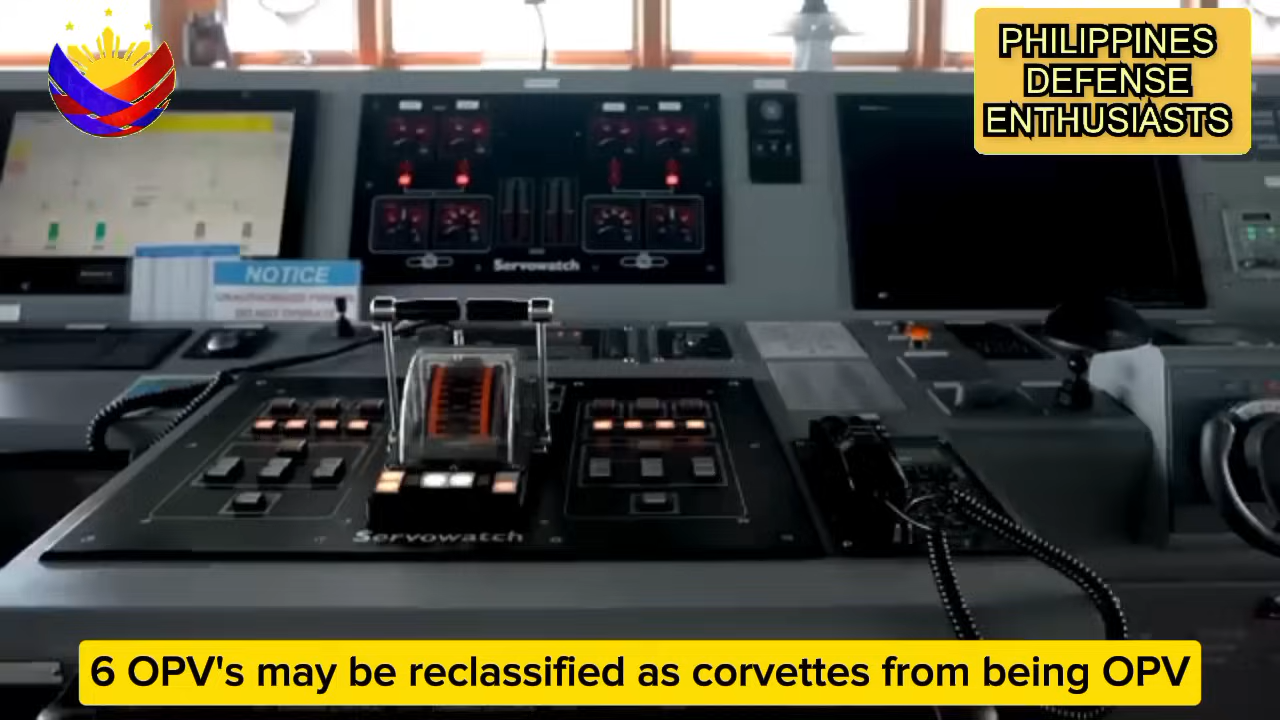 PHILIPPINES
DEFENSE
ENTHUSIASTS
Servowatch
NOTICE
Servowatch
6 OPV's may be reclassified as corvettes from being OPV